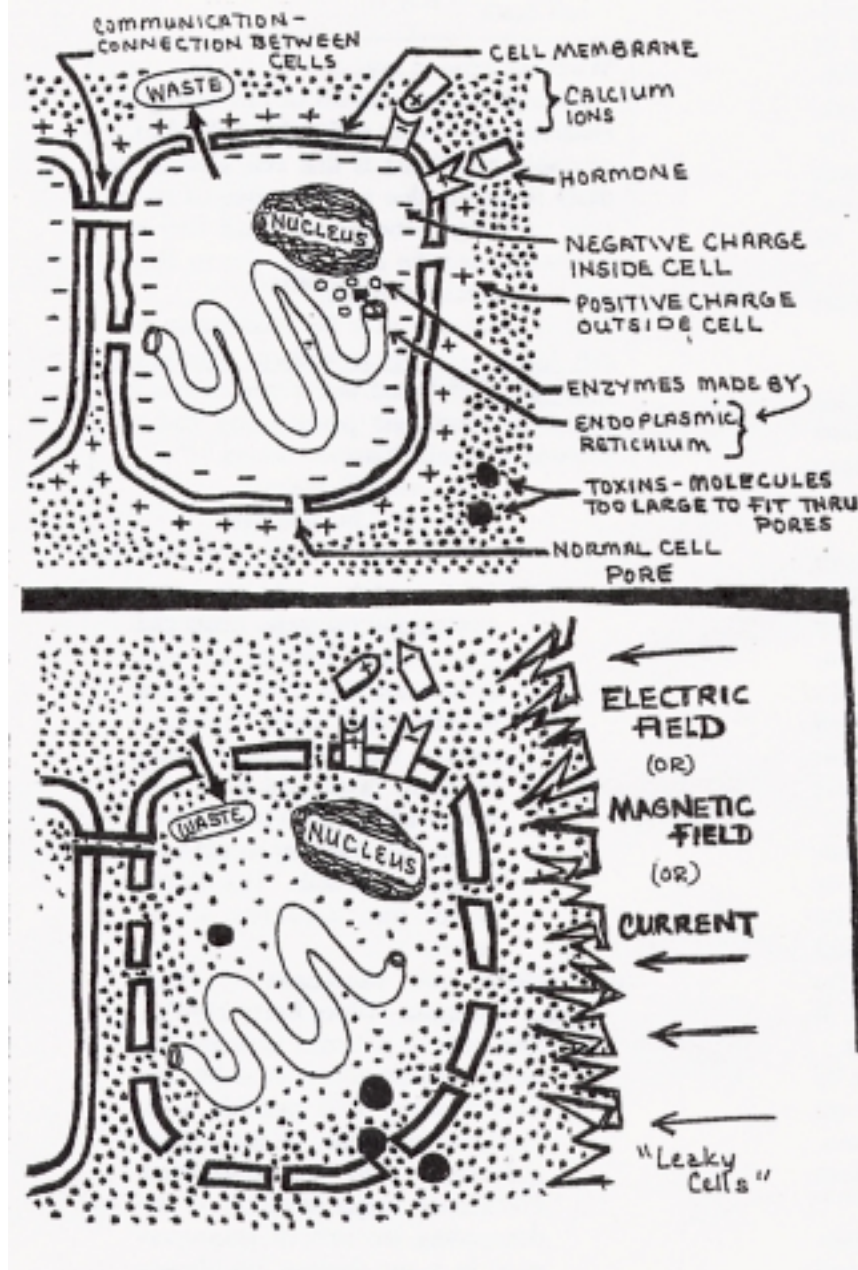 COMMUNICATION-
CONNECTION BETWEEN
CELLS
WASTE
CELL MEMBRANE
CALCIUM
IONS
HORMONE
NUCLEUS
NEGATIVE CHARGE
INSIDE CELL
POSITIVE CHARGE
OUTSIDE CELL
ENZYMES MADE BY
ENDOPLASMIC
RETICULUM
TOXINS-MOLECULES
TOO LARGE TO FIT THRU
PORES
NORMAL CELL
PORE
ELECTRIC
FIELD
(OR)
MAGNETIC
FIELD
(OR)
CURRENT
WASTE
NUCLEUS
"Leaky
Cells"